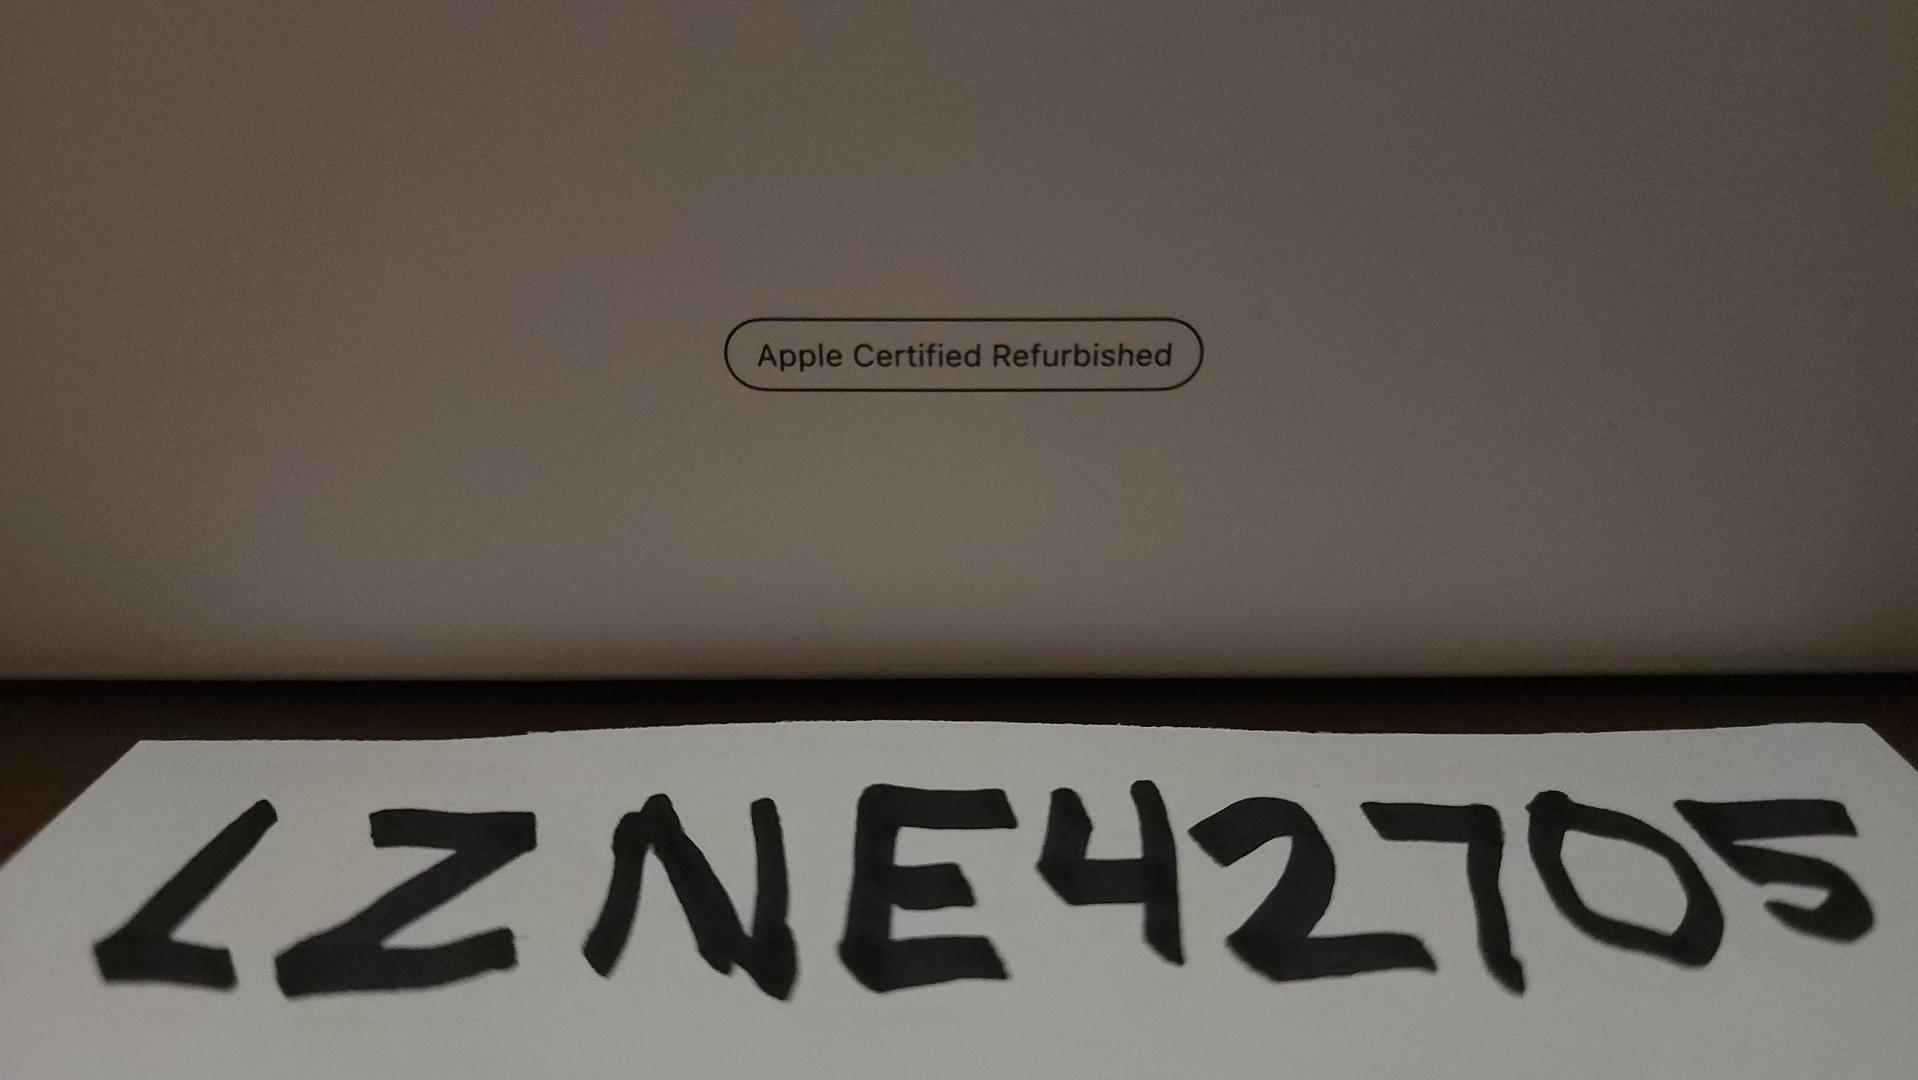 Apple Certified Refurbished
LZNE42705